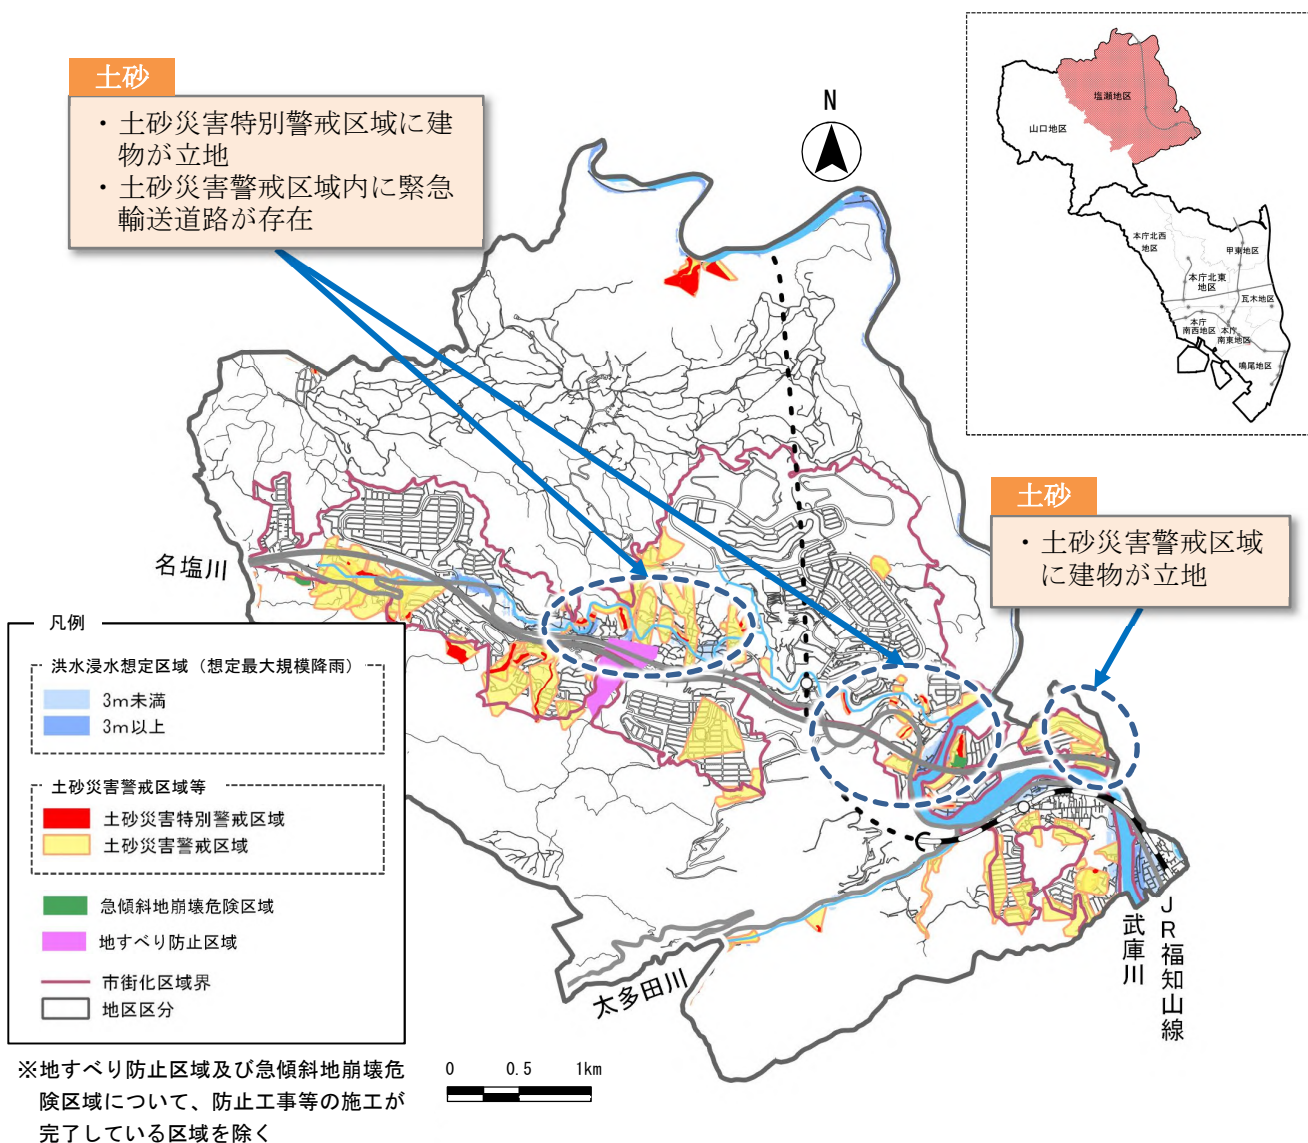 土砂
・土砂災害特別警戒区域に建
物が立地
・土砂災害警戒区域内に緊急
輸送道路が存在
N
塩瀬地区
山口地区
本庁北西
地区
甲東地区
本庁北東
地区
瓦木地区
本庁
南西地区
本庁
南東地区
鳴尾地区
土砂
・土砂災害警戒区域
に建物が立地
名塩川
凡例
洪水浸水想定区域（想定最大規模降雨）
3m未満
3m以上
土砂災害警戒区域等
土砂災害特別警戒区域
土砂災害警戒区域
急傾斜地崩壊危険区域
地すべり防止区域
市街化区域界
地区区分
太多田川
武庫川
JR福知山線
0 0.5 1km
※地すべり防止区域及び急傾斜地崩壊危
険区域について、防止工事等の施工が
完了している区域を除く